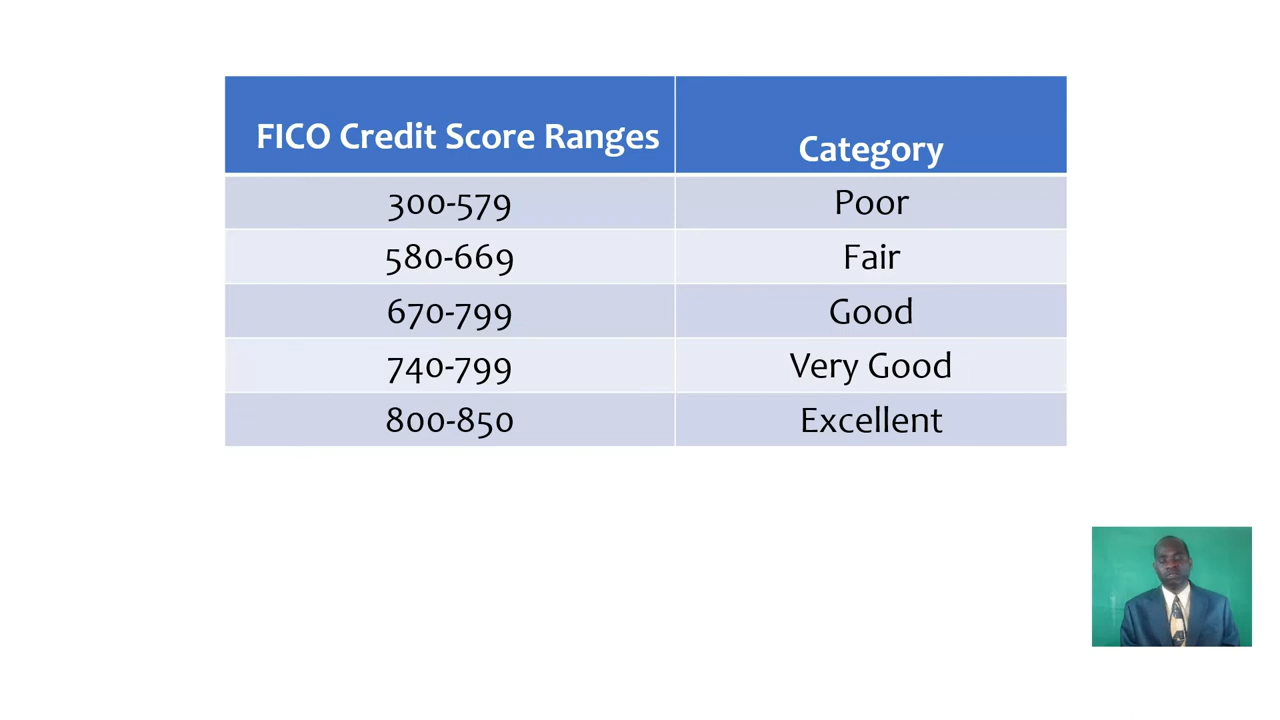 FICO Credit Score Ranges
Category
300-579
Poor
580-669
Fair
670-799
Good
740-799
Very Good
800-850
Excellent